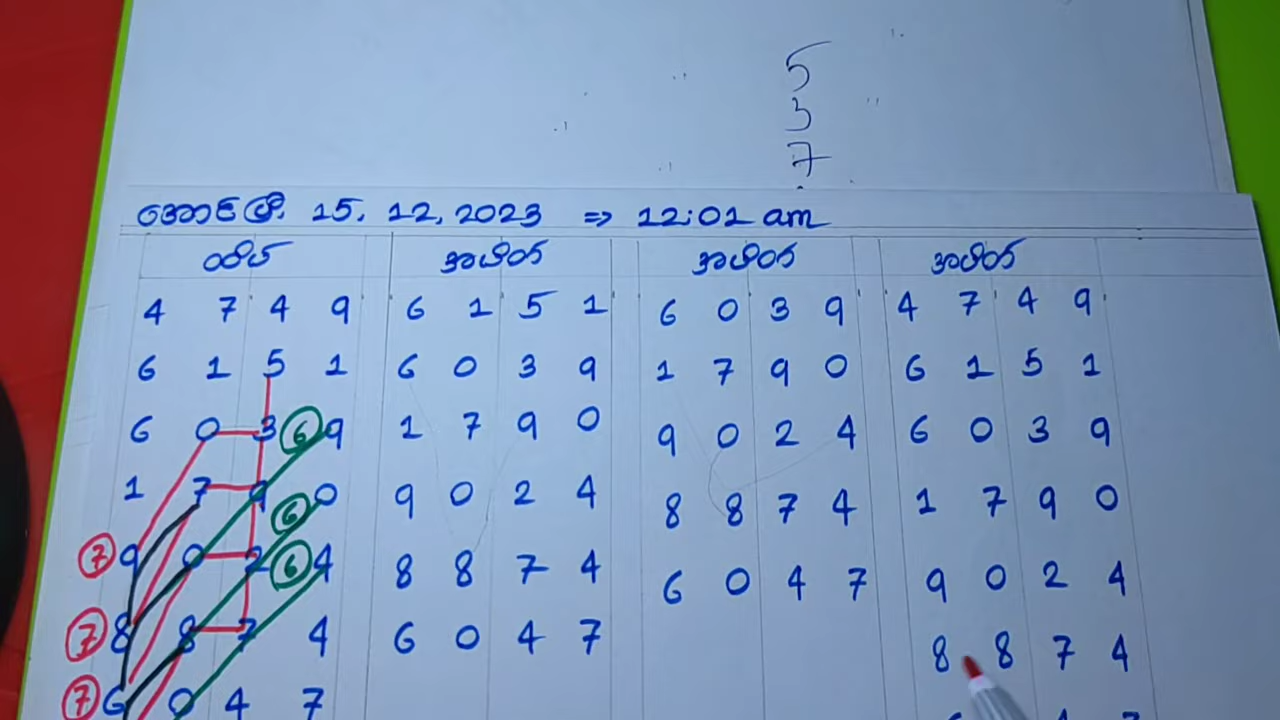 5
3
7
15. 12, 2023 ⇒ 12:01 am
4 7 4 9 6 1 5 1 6 0 3 9 4 7 4 9
6 1 5 1 6 0 3 9 1 7 9 0 6 1 5 1
6 0 3 6 9 1 7 9 0 9 0 2 4 6 0 3 9
1 7 9 0 9 0 2 4 8 8 7 4 1 7 9 0
6
7 9 0 2 6 4 8 8 7 4 6 0 4 7 9 0 2 4
7 8 8 7 4 6 0 4 7 8 8 7 4
7 6 0 4 7